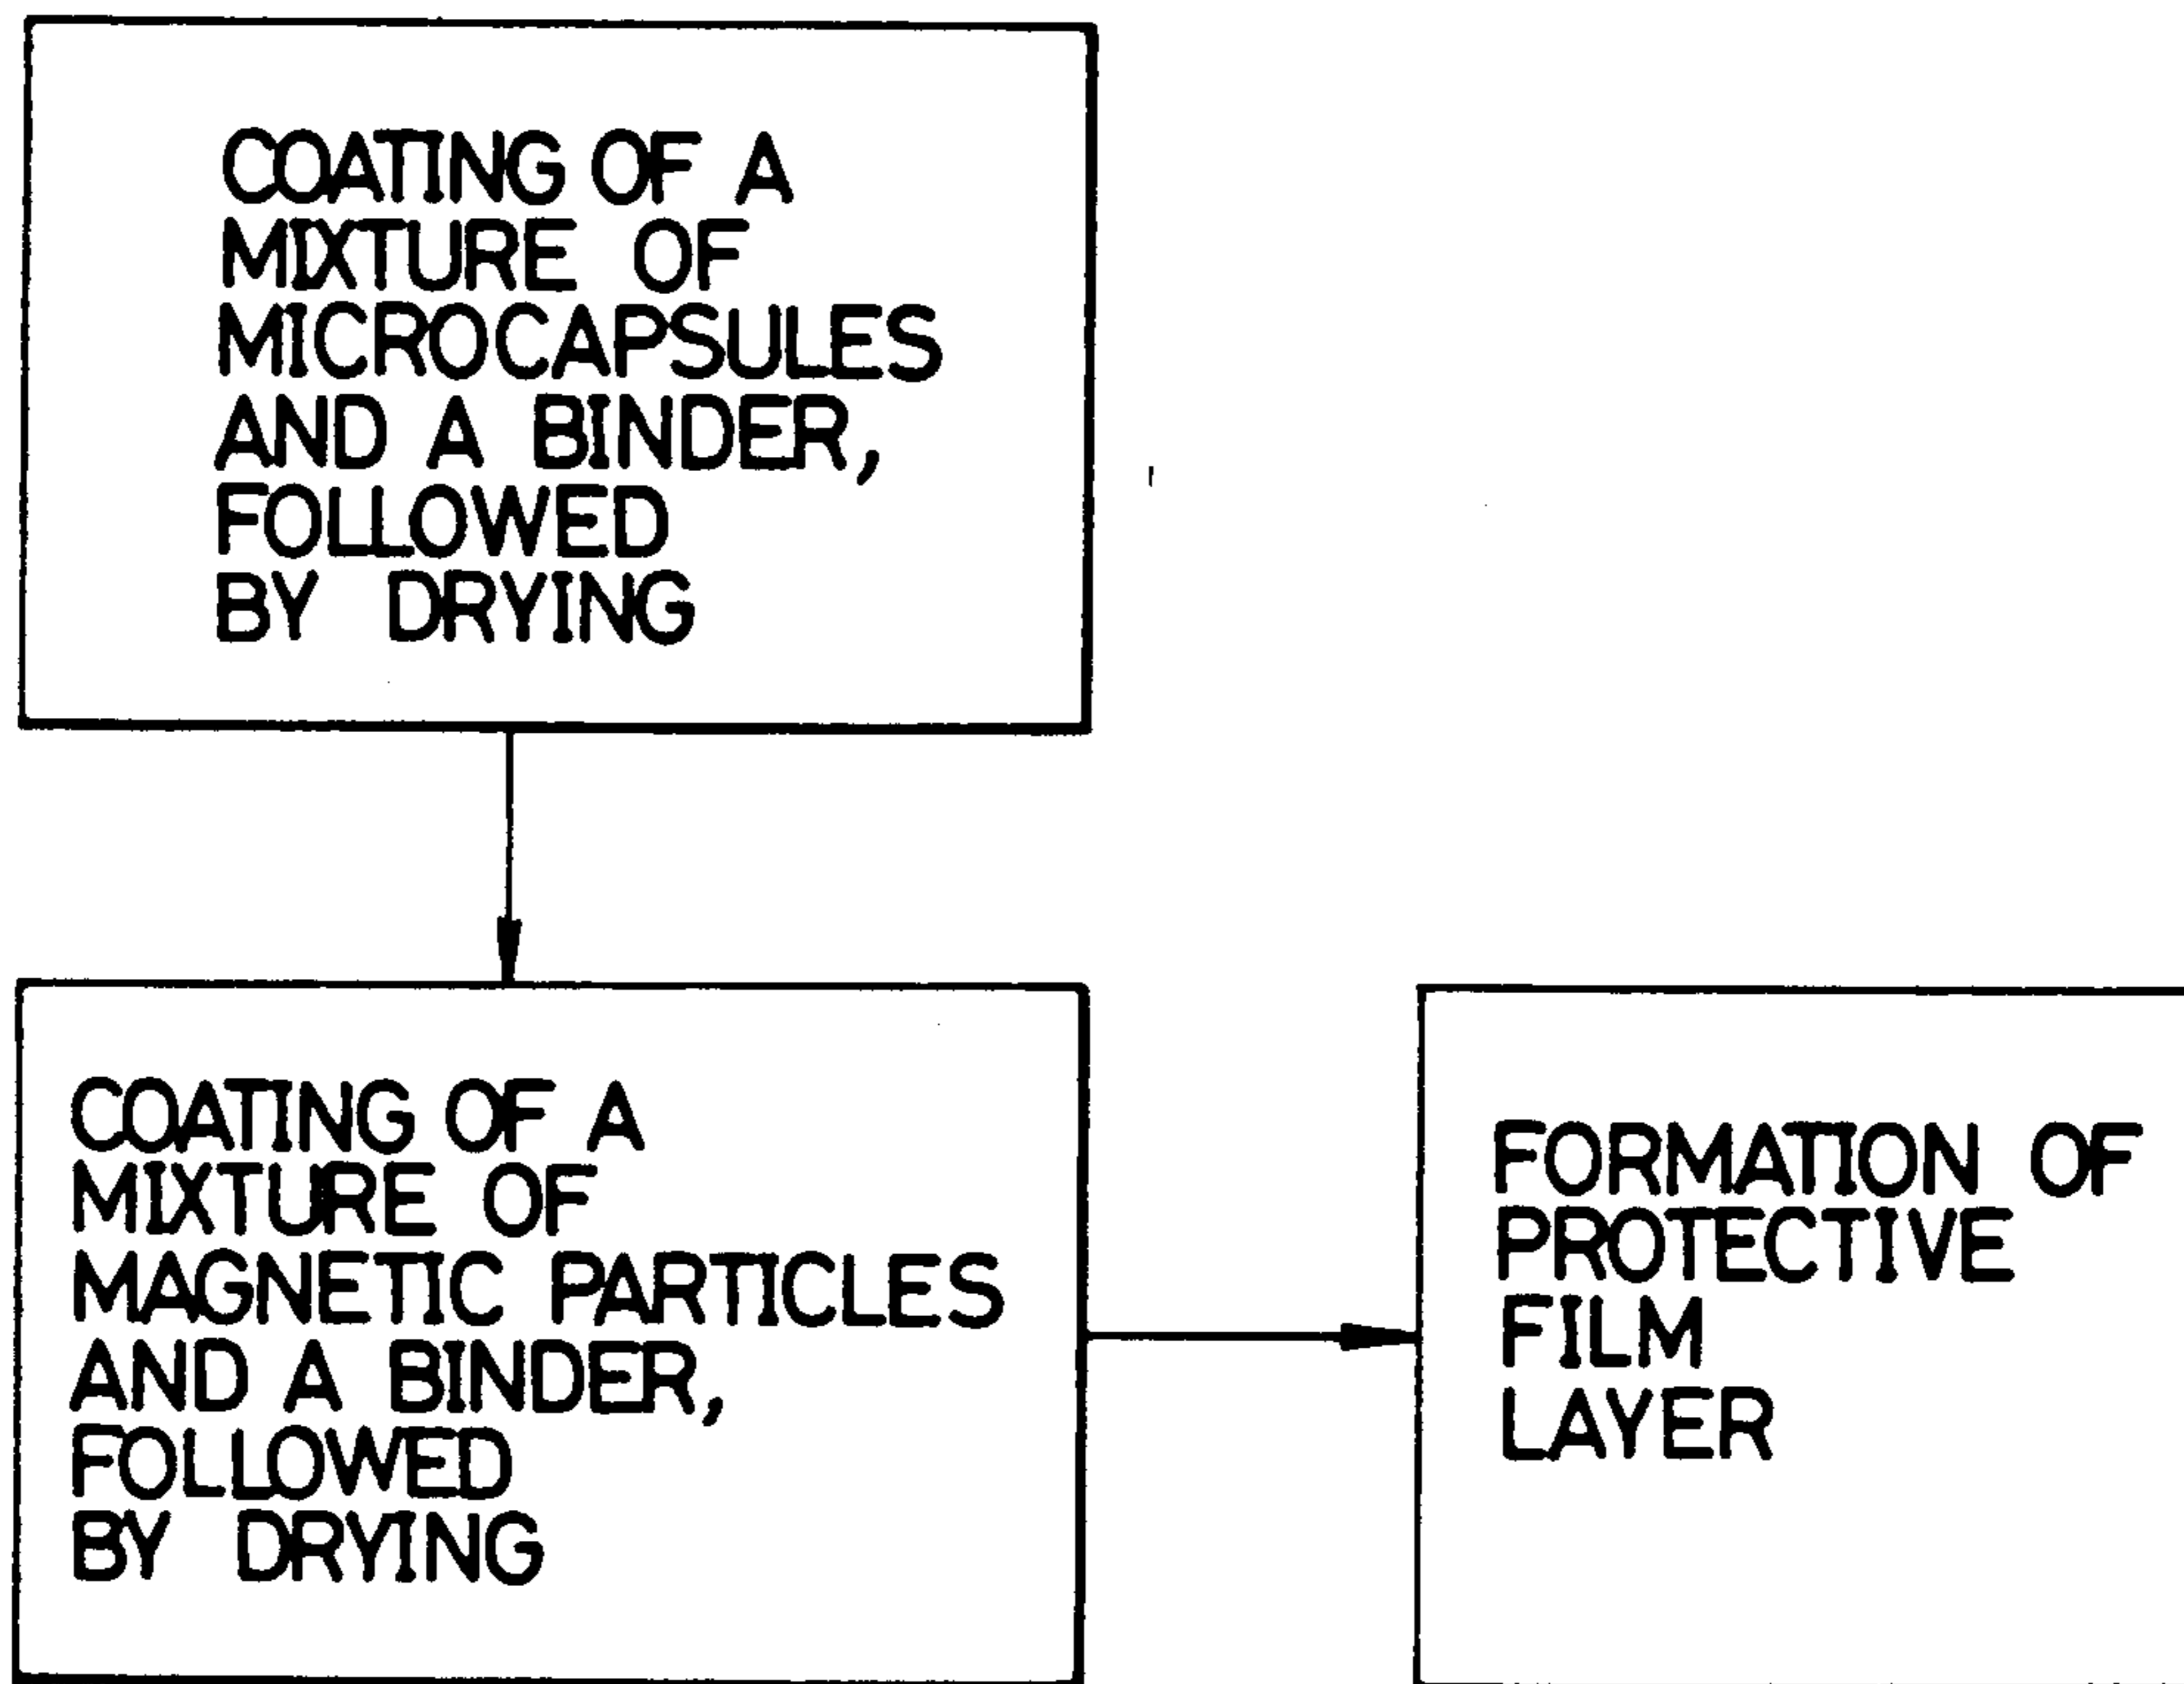 COATING OF A
MIXTURE OF
MICROCAPSULES
AND A BINDER,
FOLLOWED
BY DRYING
COATING OF A
MIXTURE OF
MAGNETIC PARTICLES
AND A BINDER,
FOLLOWED
BY DRYING
FORMATION OF
PROTECTIVE
FILM
LAYER